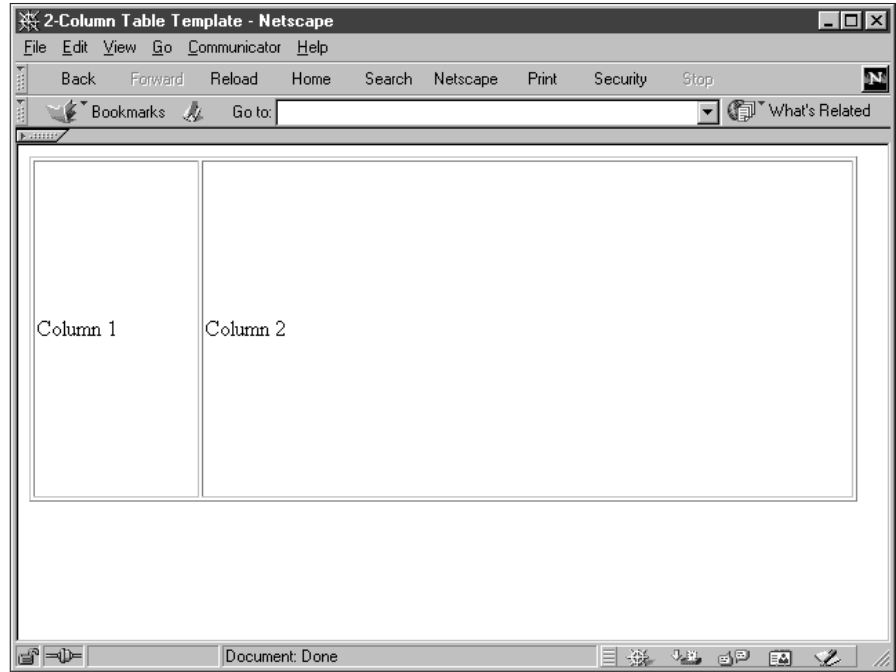 2-Column Table Template - Netscape
File Edit View Go Communicator Help
Back Forward Reload Home Search Netscape Print Security Stop N
Bookmarks Go to: What's Related
Column 1 Column 2
Document: Done